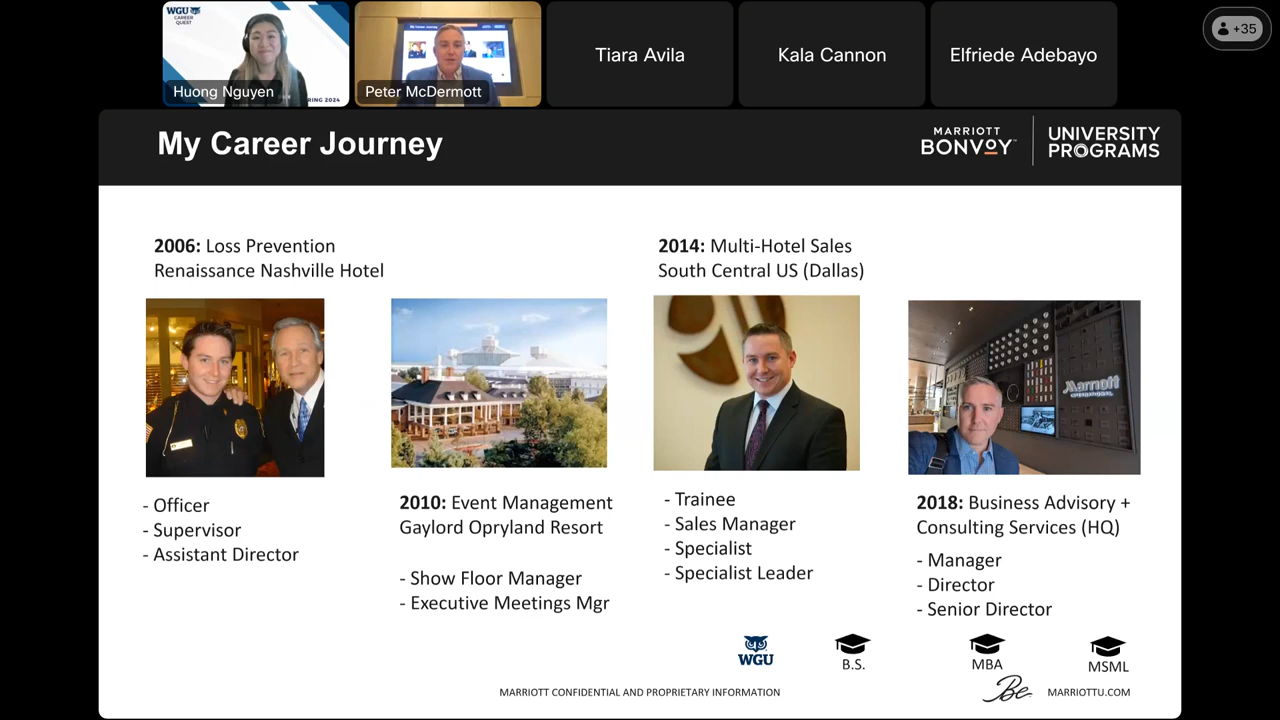 WGU
CAREER
QUEST
RING 2024
Huong Nguyen
Peter McDermott
Tiara Avila
Kala Cannon
Elfriede Adebayo
+35
My Career Journey
MARRIOTT
BONVOY™
UNIVERSITY
PROGRAMS
2006: Loss Prevention
Renaissance Nashville Hotel
- Officer
- Supervisor
- Assistant Director
2010: Event Management
Gaylord Opryland Resort
- Show Floor Manager
- Executive Meetings Mgr
2014: Multi-Hotel Sales
South Central US (Dallas)
- Trainee
- Sales Manager
- Specialist
- Specialist Leader
Marriott
INTERNATIONAL
2018: Business Advisory +
Consulting Services (HQ)
- Manager
- Director
- Senior Director
WGU
B.S.
MBA
MSML
MARRIOTT CONFIDENTIAL AND PROPRIETARY INFORMATION
Be
MARRIOTTU.COM